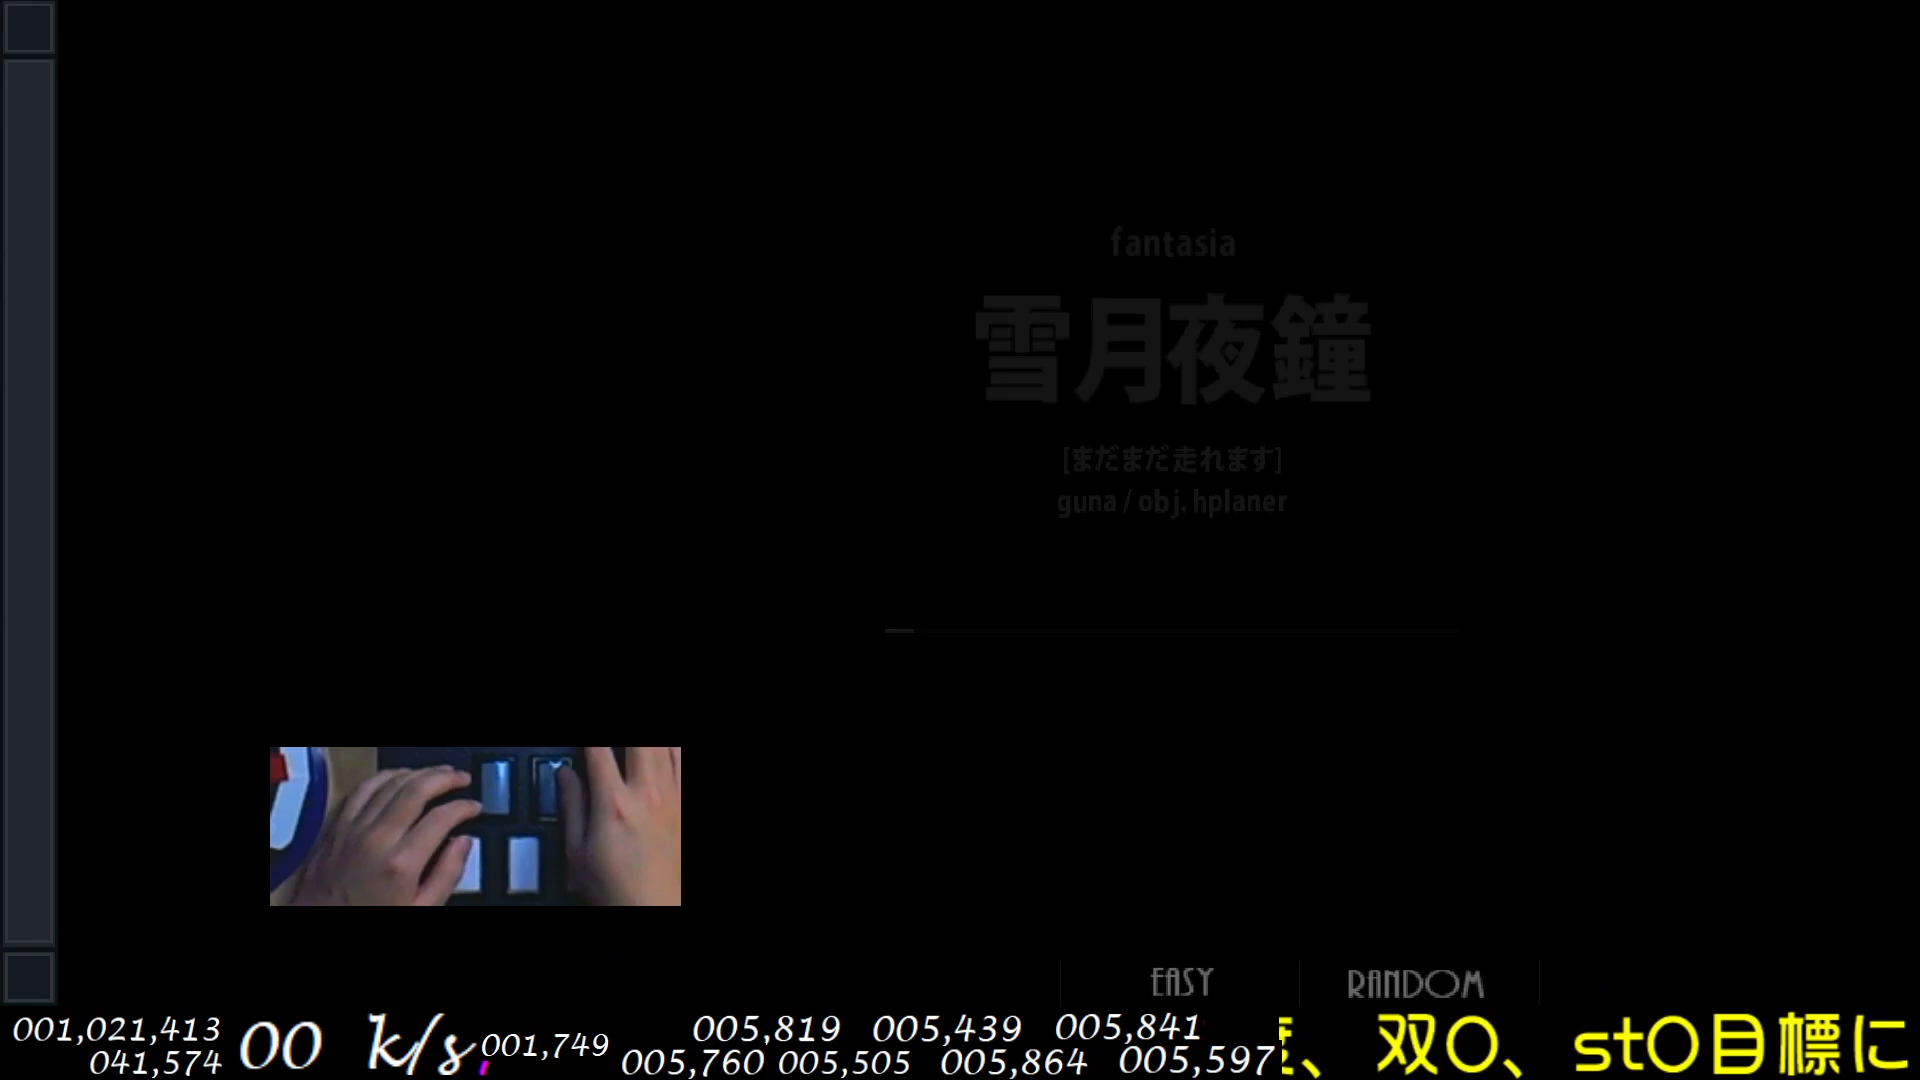 fantasia
雪月夜鐘
[まだまだ走れます]
guna / obj. hplaner
EASY RANDOM
001,021,413
041,574
00 k/s
001,749
005,819 005,439 005,841
005,760 005,505 005,864 005,597
、双〇、st〇目標に